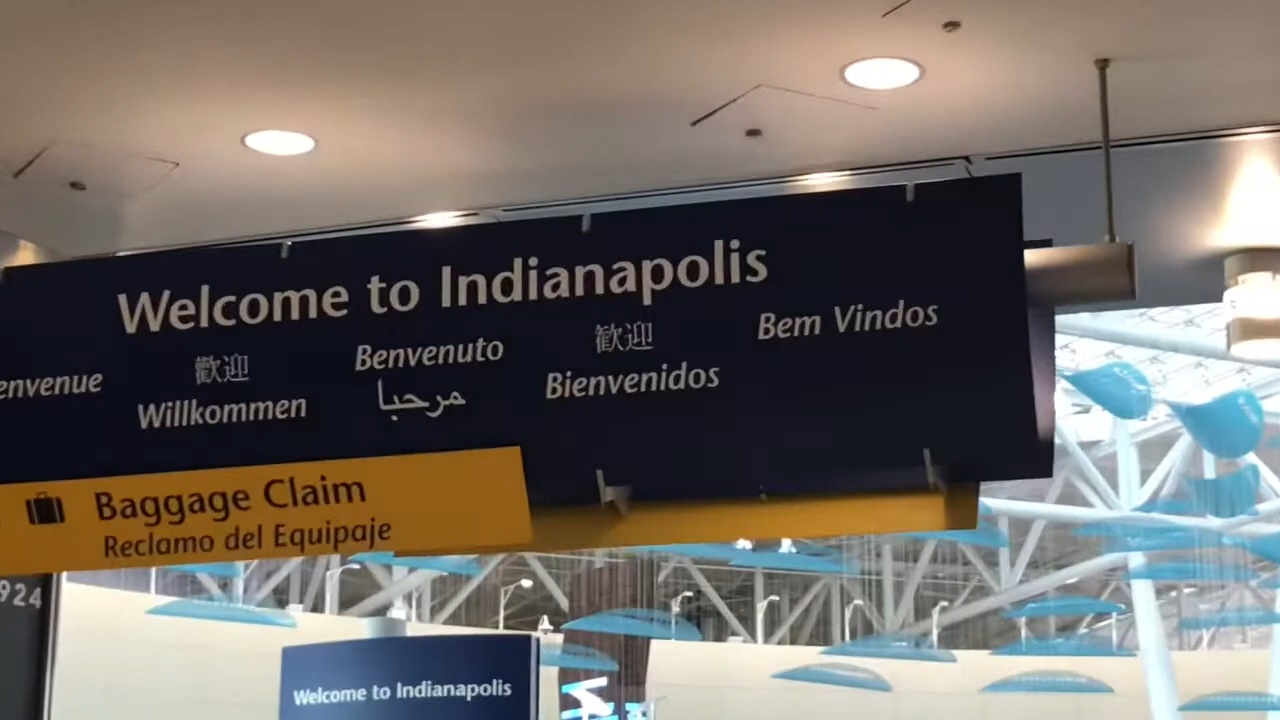 Welcome to Indianapolis
envenue
歡迎
Willkommen
Benvenuto
مرحبا
歓迎
Bienvenidos
Bem Vindos
Baggage Claim
Reclamo del Equipaje
924
Welcome to Indianapolis